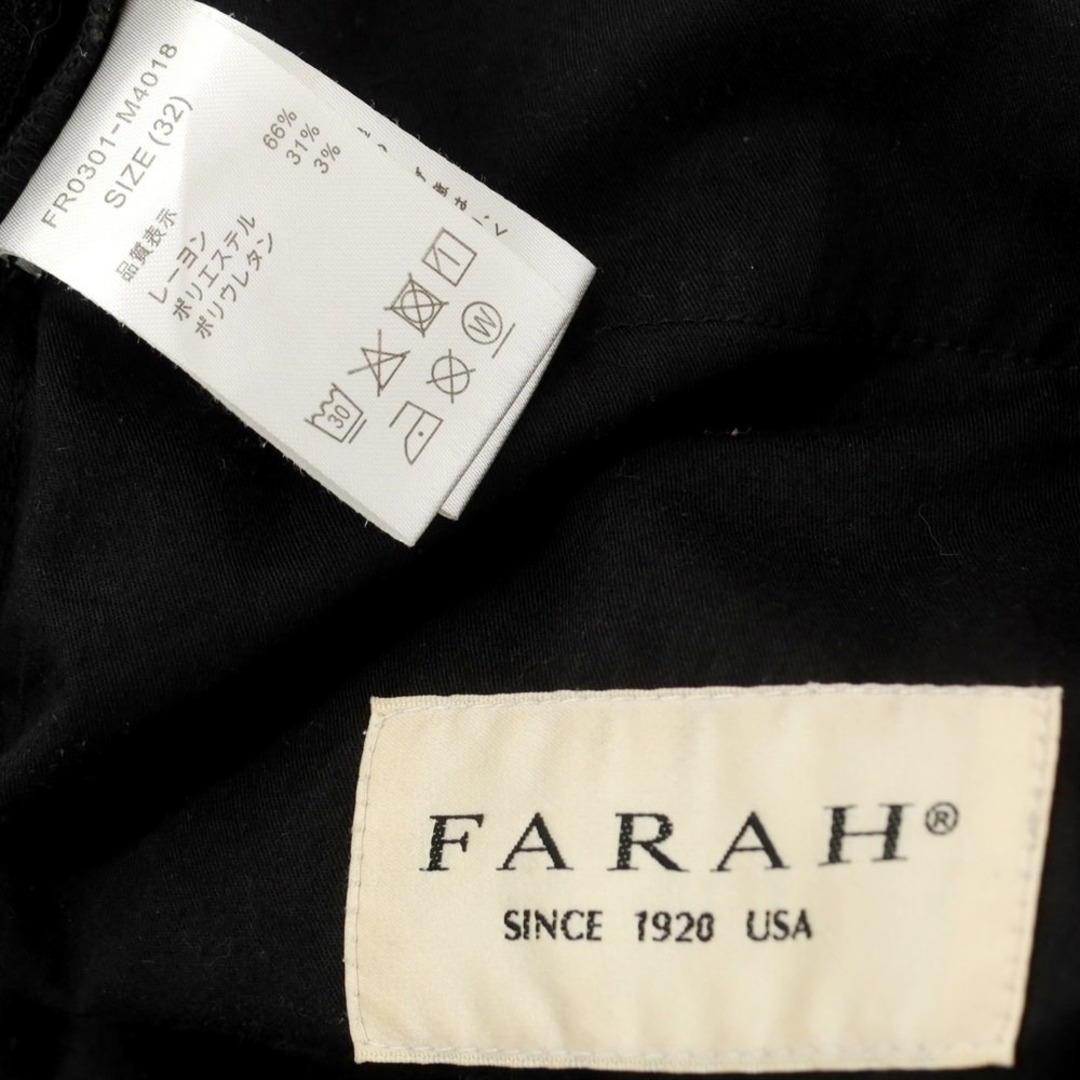 FR0301-M4018
SIZE (32)
品質表示
レーヨン 66%
ポリエステル 31%
ポリウレタン 3%
30
W
FARAH®
SINCE 1920 USA